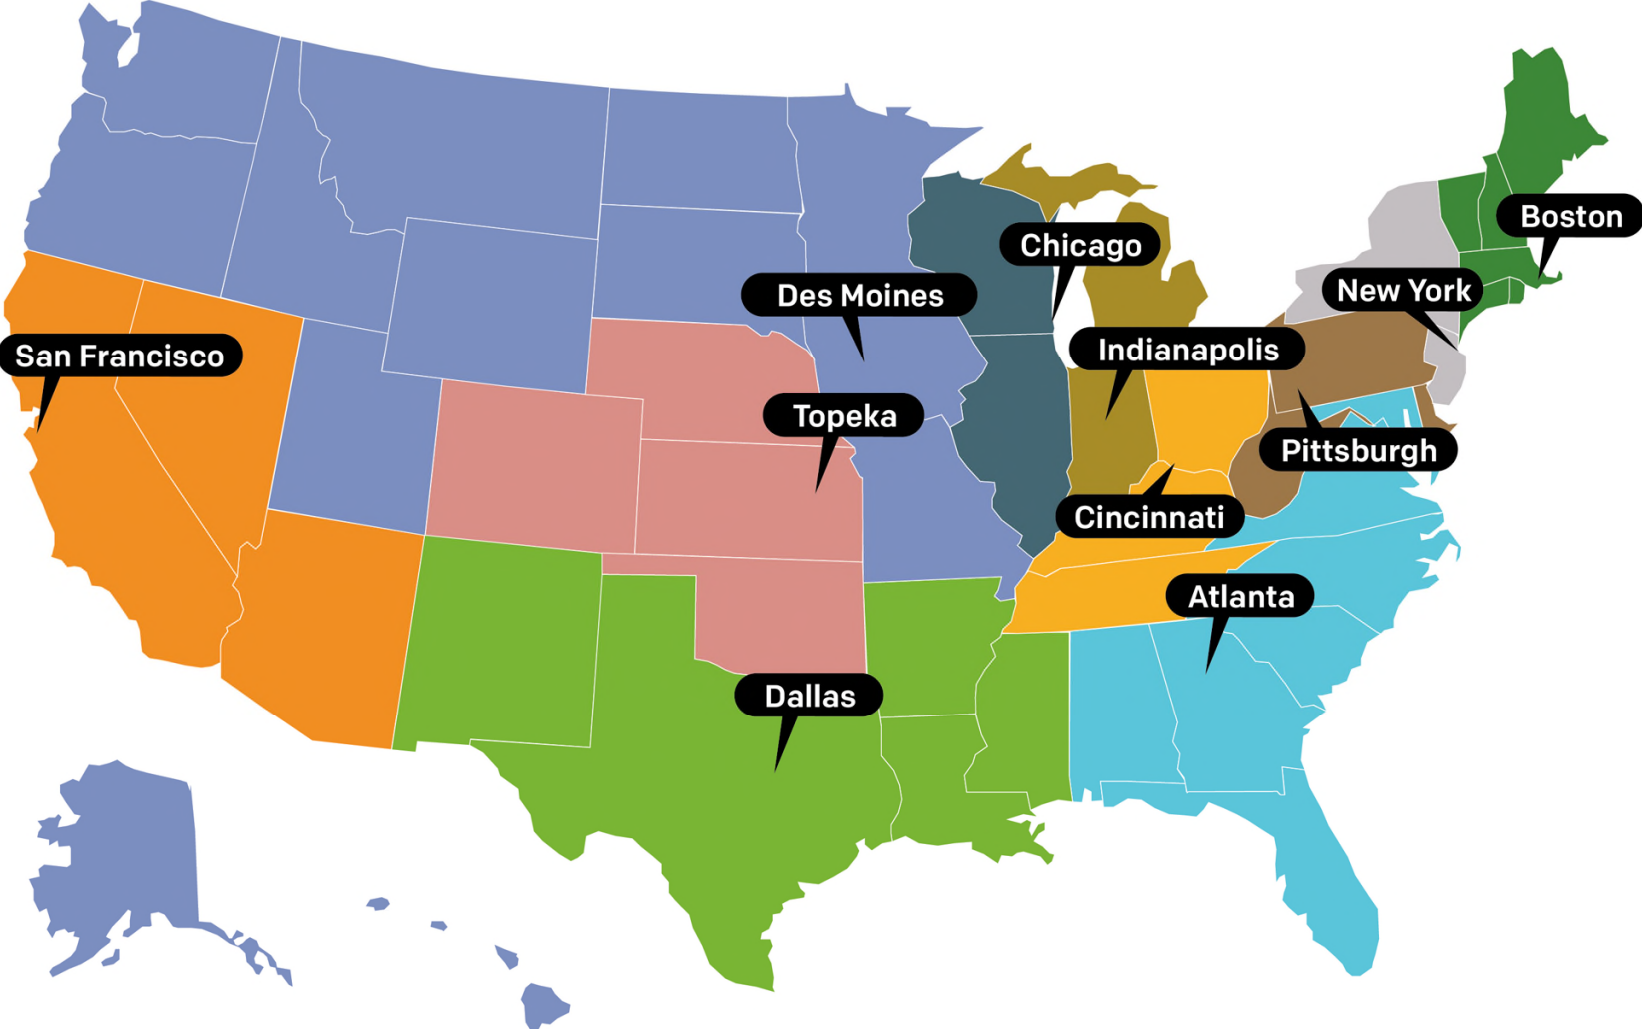 Boston
Chicago
New York
Des Moines
Indianapolis
San Francisco
Topeka
Pittsburgh
Cincinnati
Atlanta
Dallas